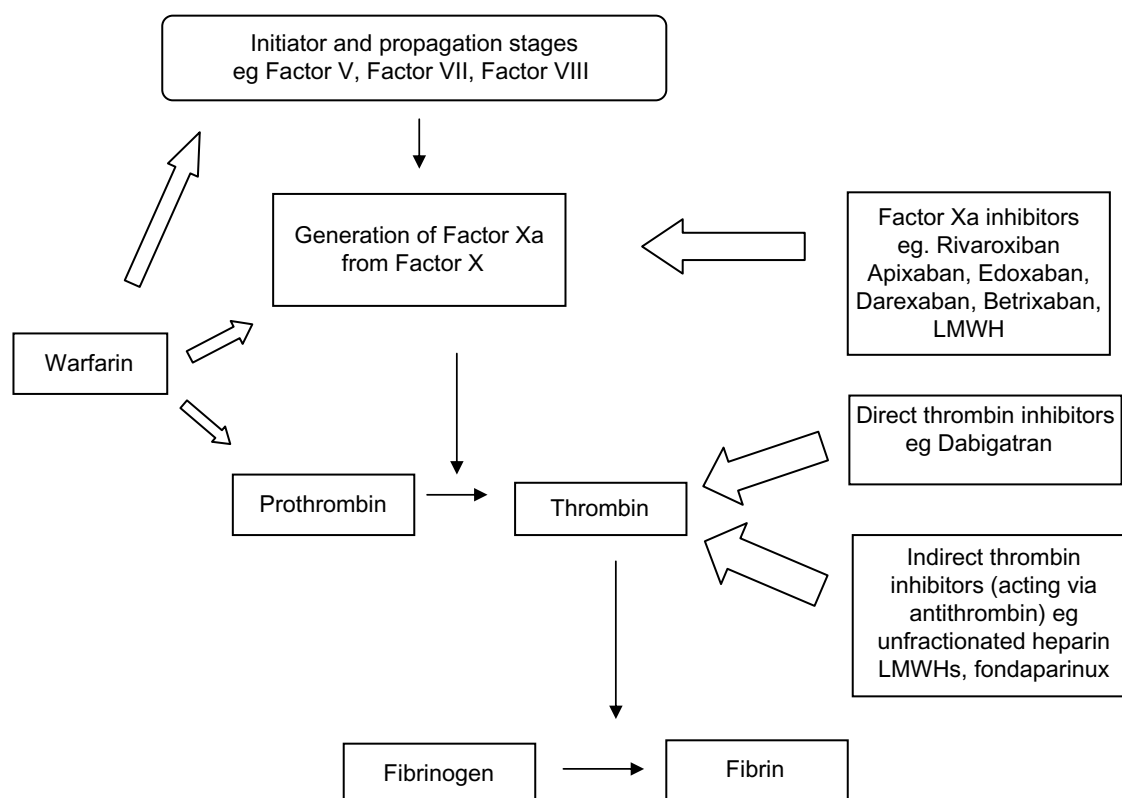 Initiator and propagation stages
eg Factor V, Factor VII, Factor VIII
Generation of Factor Xa
from Factor X
Factor Xa inhibitors
eg. Rivaroxiban
Apixaban, Edoxaban,
Darexaban, Betrixaban,
LMWH
Warfarin
Direct thrombin inhibitors
eg Dabigatran
Prothrombin
Thrombin
Indirect thrombin
inhibitors (acting via
antithrombin) eg
unfractionated heparin
LMWHs, fondaparinux
Fibrinogen
Fibrin